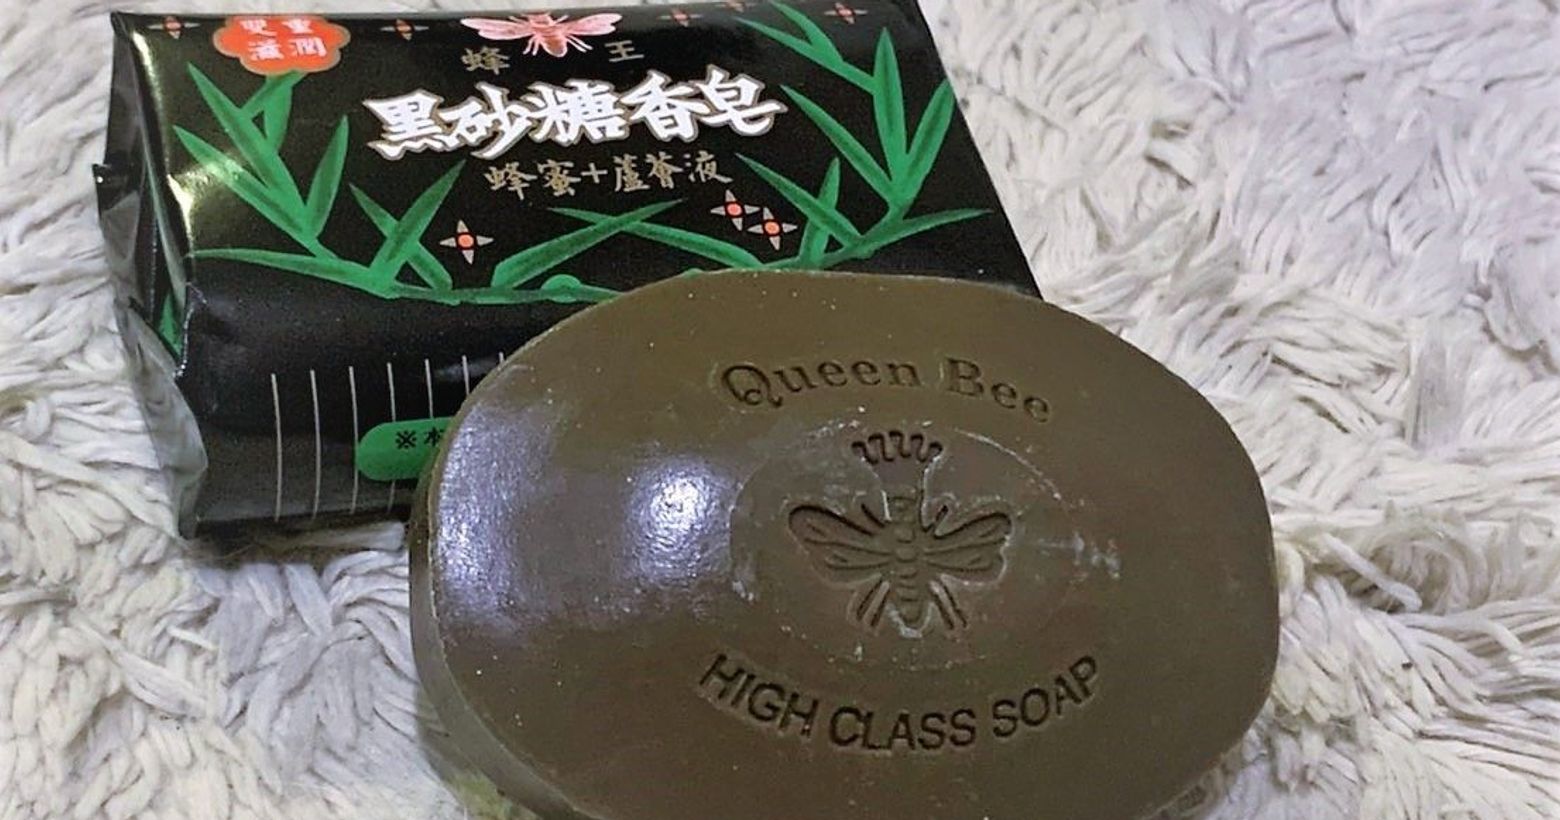 雙重
滋潤
蜂王
黑砂糖香皂
蜂蜜+蘆薈液
※本
Queen Bee
HIGH CLASS SOAP